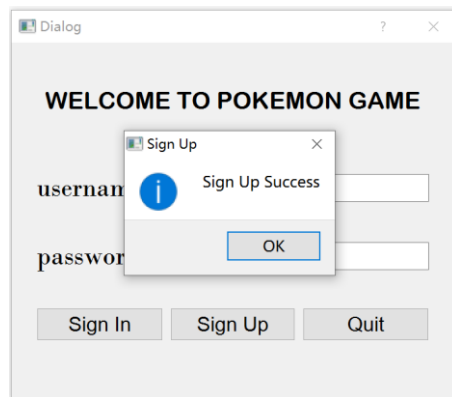 Dialog
WELCOME TO POKEMON GAME
Sign Up
Sign Up Success
OK
Sign In Sign Up Quit